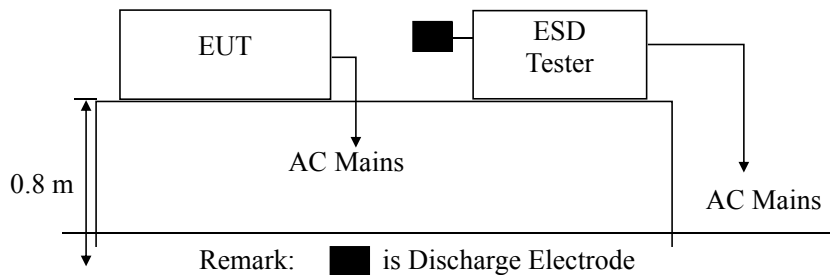 EUT
ESD
Tester
AC Mains
0.8 m
AC Mains
Remark: is Discharge Electrode